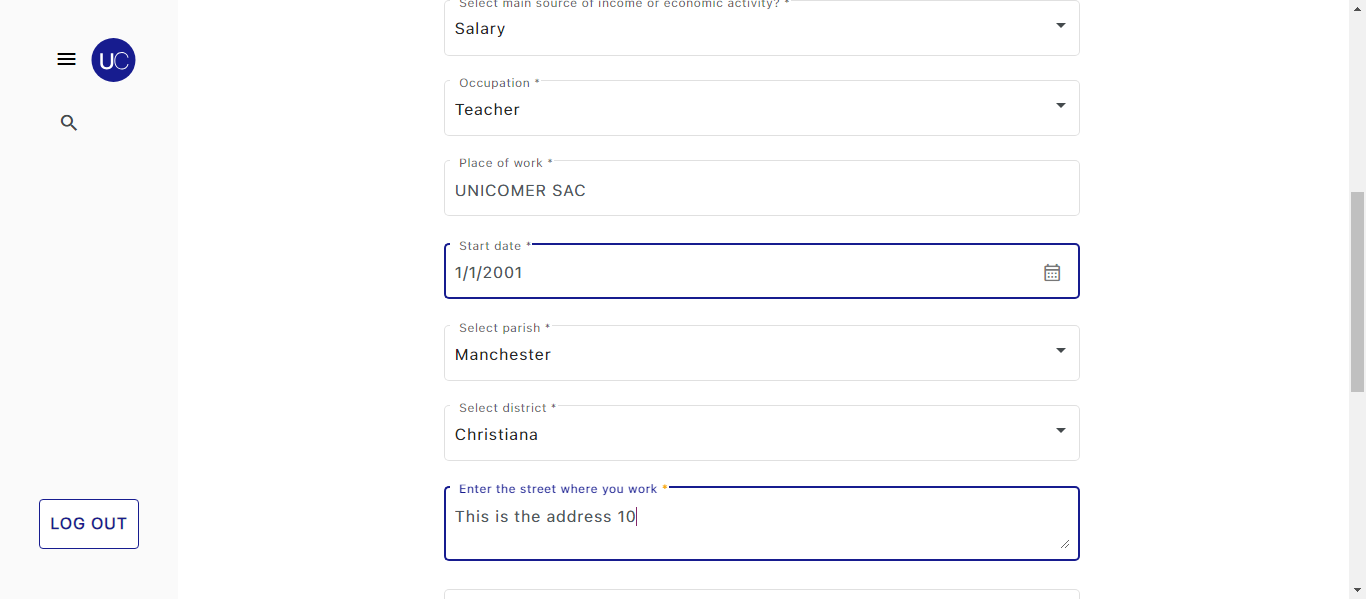 Select main source of income or economic activity? *
Salary
UC
Occupation *
Teacher
Place of work *
UNICOMER SAC
Start date *
1/1/2001
Select parish *
Manchester
Select district *
Christiana
Enter the street where you work *
This is the address 10
LOG OUT